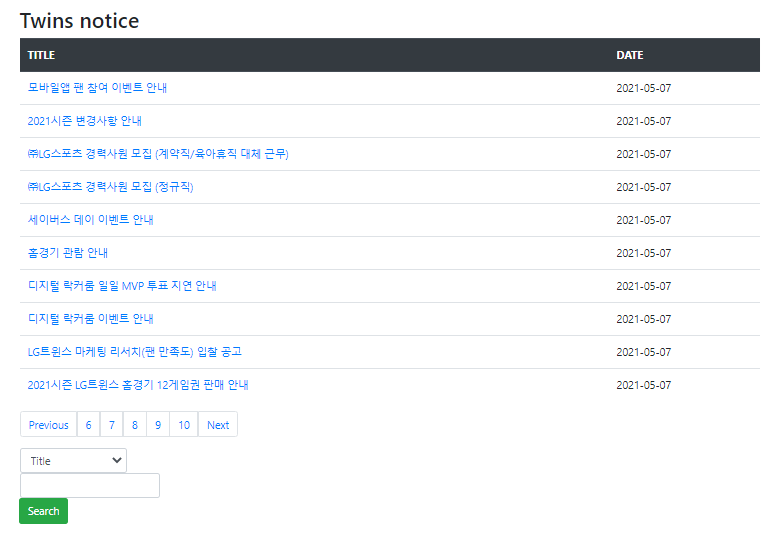 Twins notice
TITLE DATE
모바일앱 팬 참여 이벤트 안내 2021-05-07
2021시즌 변경사항 안내 2021-05-07
㈜LG스포츠 경력사원 모집 (계약직/육아휴직 대체 근무) 2021-05-07
㈜LG스포츠 경력사원 모집 (정규직) 2021-05-07
세이버스 데이 이벤트 안내 2021-05-07
홈경기 관람 안내 2021-05-07
디지털 락커룸 일일 MVP 투표 지연 안내 2021-05-07
디지털 락커룸 이벤트 안내 2021-05-07
LG트윈스 마케팅 리서치(팬 만족도) 입찰 공고 2021-05-07
2021시즌 LG트윈스 홈경기 12게임권 판매 안내 2021-05-07
Previous 6 7 8 9 10 Next
Title
Search